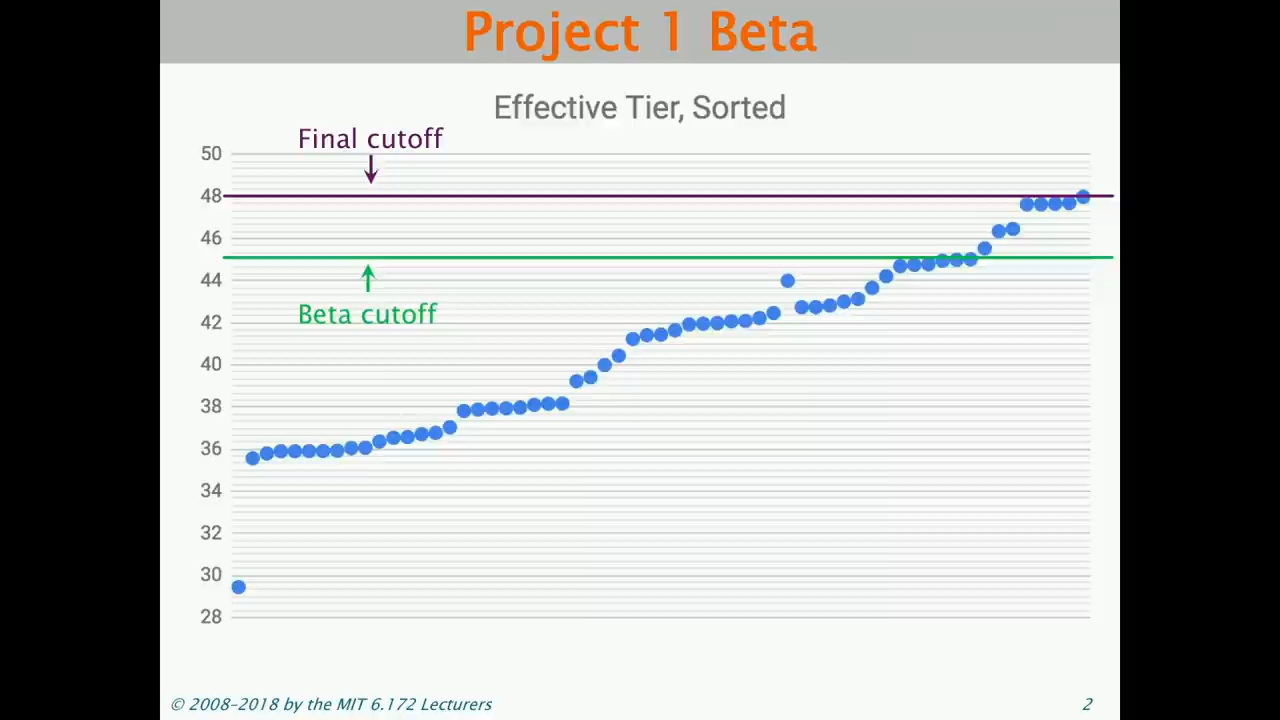 Project 1 Beta
Effective Tier, Sorted
Final cutoff
50
48
46
44
Beta cutoff
42
40
38
36
34
32
30
28
© 2008–2018 by the MIT 6.172 Lecturers
2